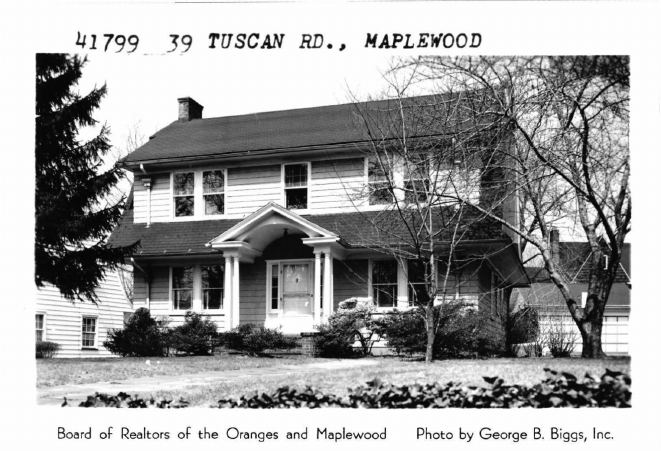 41799 39 TUSCAN RD., MAPLEWOOD
Board of Realtors of the Oranges and Maplewood Photo by George B. Biggs, Inc.